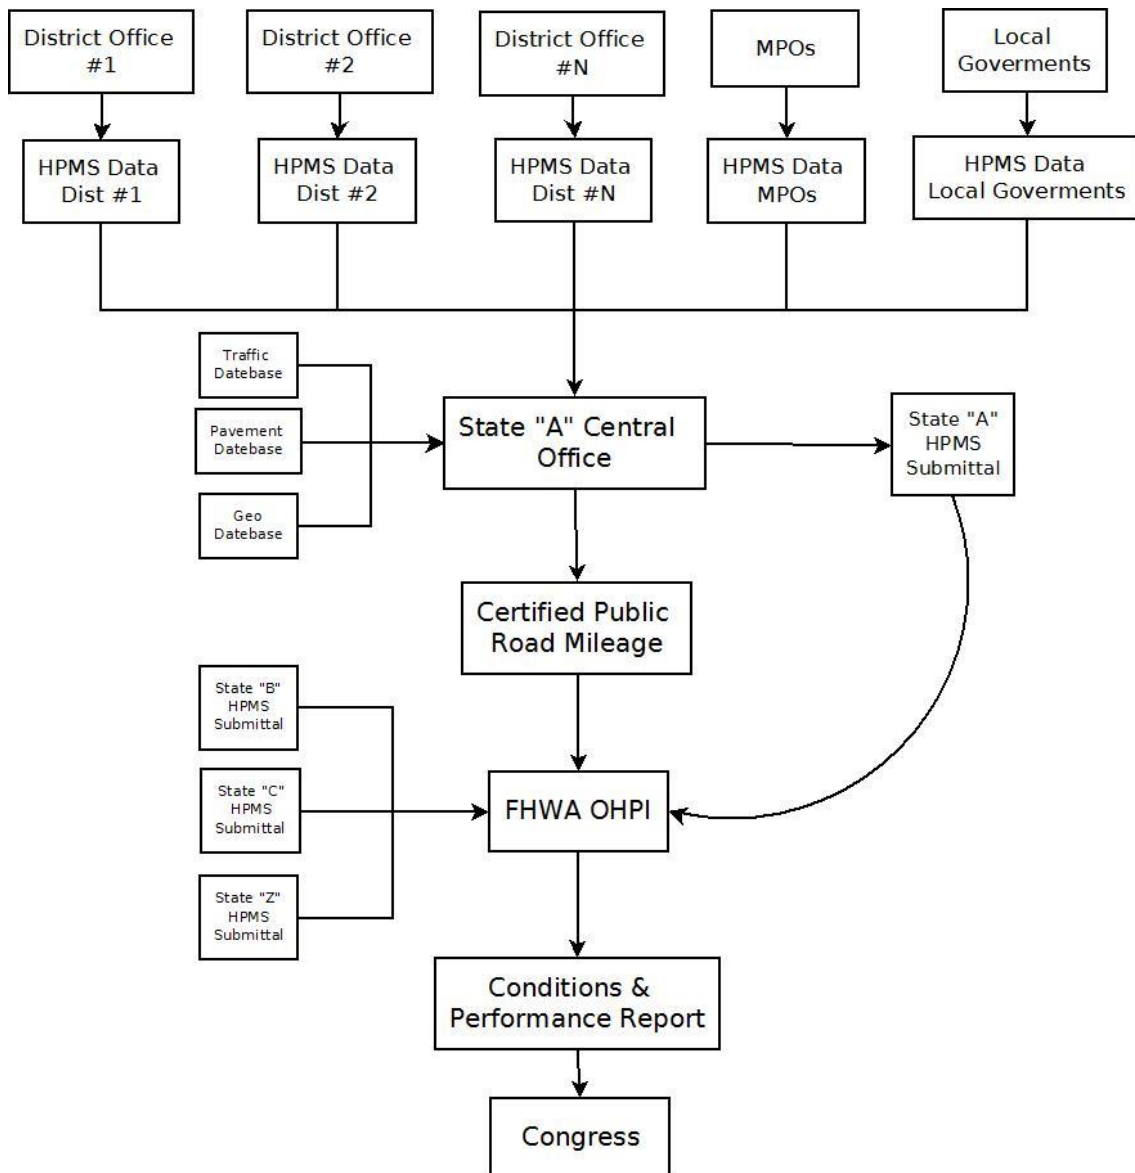 District Office
#1
District Office
#2
District Office
#N
MPOs
Local
Goverments
HPMS Data
Dist #1
HPMS Data
Dist #2
HPMS Data
Dist #N
HPMS Data
MPOs
HPMS Data
Local Goverments
Traffic
Datebase
Pavement
Datebase
Geo
Datebase
State "A" Central
Office
State "A"
HPMS
Submittal
Certified Public
Road Mileage
State "B"
HPMS
Submittal
State "C"
HPMS
Submittal
State "Z"
HPMS
Submittal
FHWA OHPI
Conditions &
Performance Report
Congress